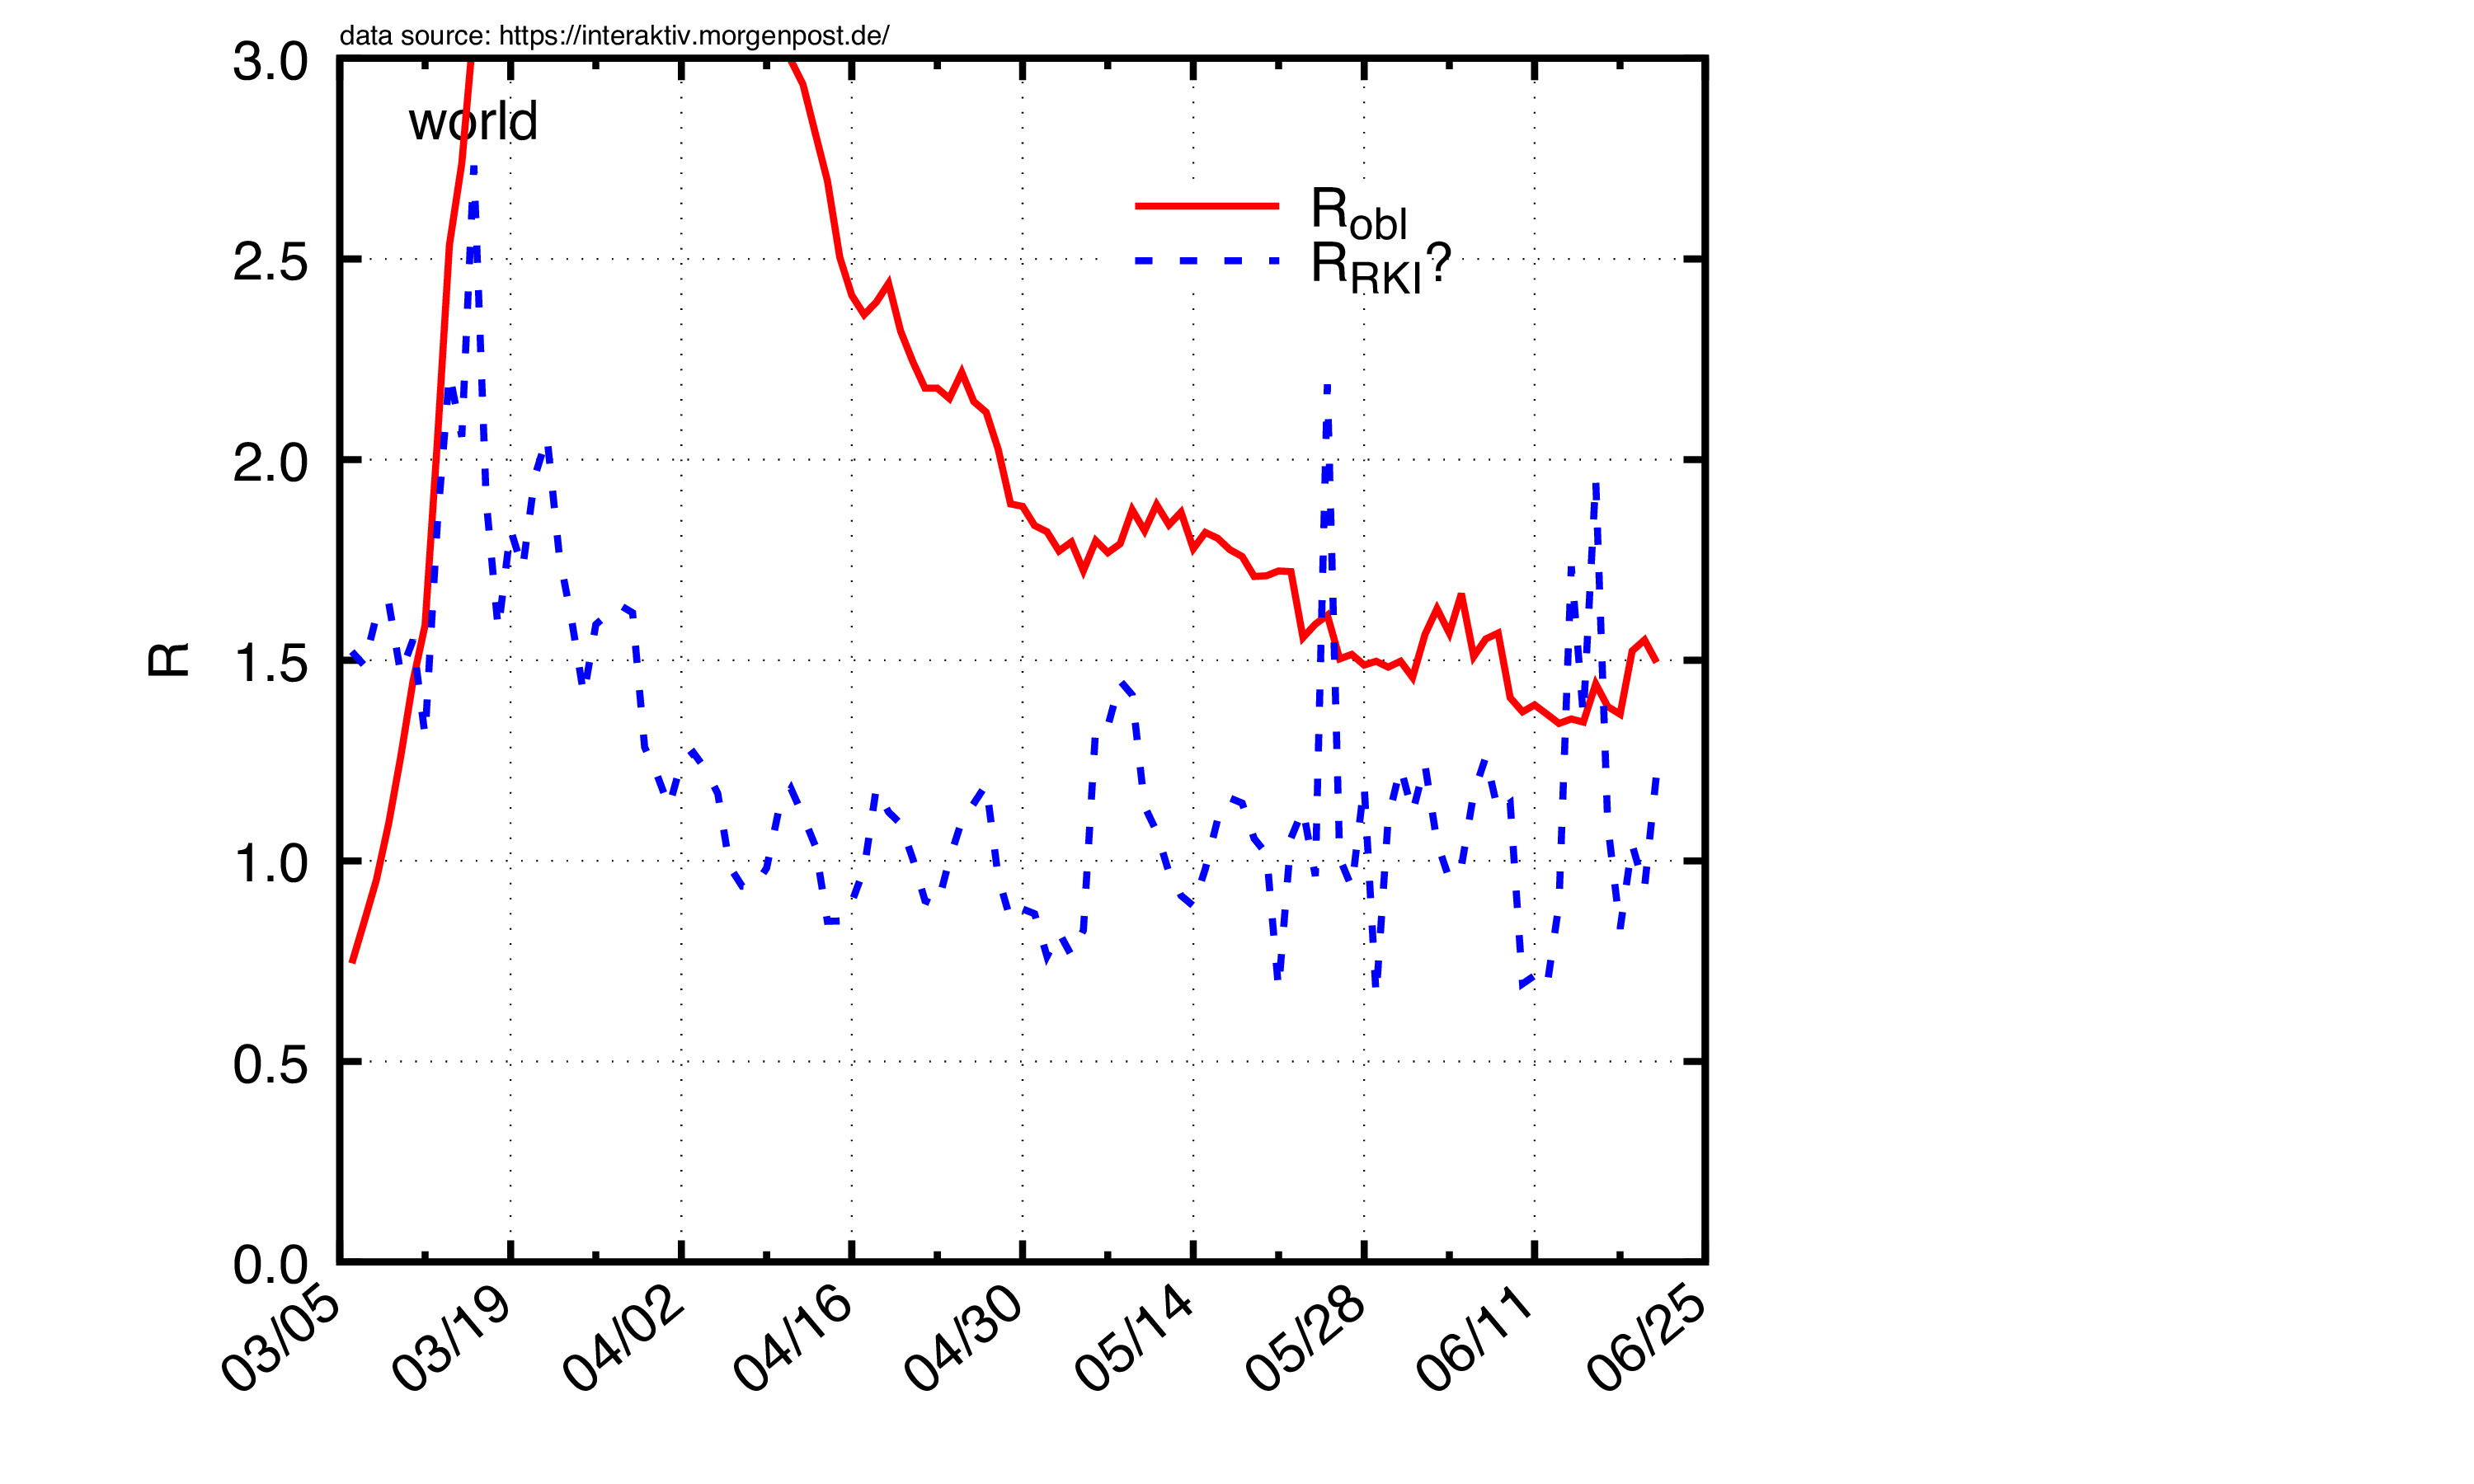 data source: https://interaktiv.morgenpost.de/
3.0
world
R_obl
2.5
R_RKI?
2.0
R
1.5
1.0
0.5
0.0
03/05 03/19 04/02 04/16 04/30 05/14 05/28 06/11 06/25